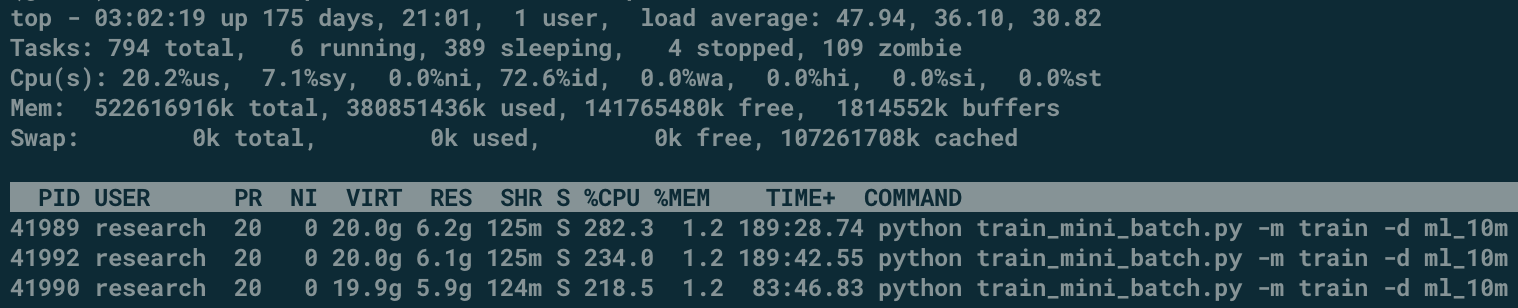 top - 03:02:19 up 175 days, 21:01,  1 user,  load average: 47.94, 36.10, 30.82
Tasks: 794 total,   6 running, 389 sleeping,   4 stopped, 109 zombie
Cpu(s): 20.2%us,  7.1%sy,  0.0%ni, 72.6%id,  0.0%wa,  0.0%hi,  0.0%si,  0.0%st
Mem:  522616916k total, 380851436k used, 141765480k free,  1814552k buffers
Swap:        0k total,        0k used,        0k free, 107261708k cached
  PID USER      PR  NI  VIRT  RES  SHR S %CPU %MEM    TIME+  COMMAND
41989 research  20   0 20.0g 6.2g 125m S 282.3  1.2 189:28.74 python train_mini_batch.py -m train -d ml_10m
41992 research  20   0 20.0g 6.1g 125m S 234.0  1.2 189:42.55 python train_mini_batch.py -m train -d ml_10m
41990 research  20   0 19.9g 5.9g 124m S 218.5  1.2  83:46.83 python train_mini_batch.py -m train -d ml_10m